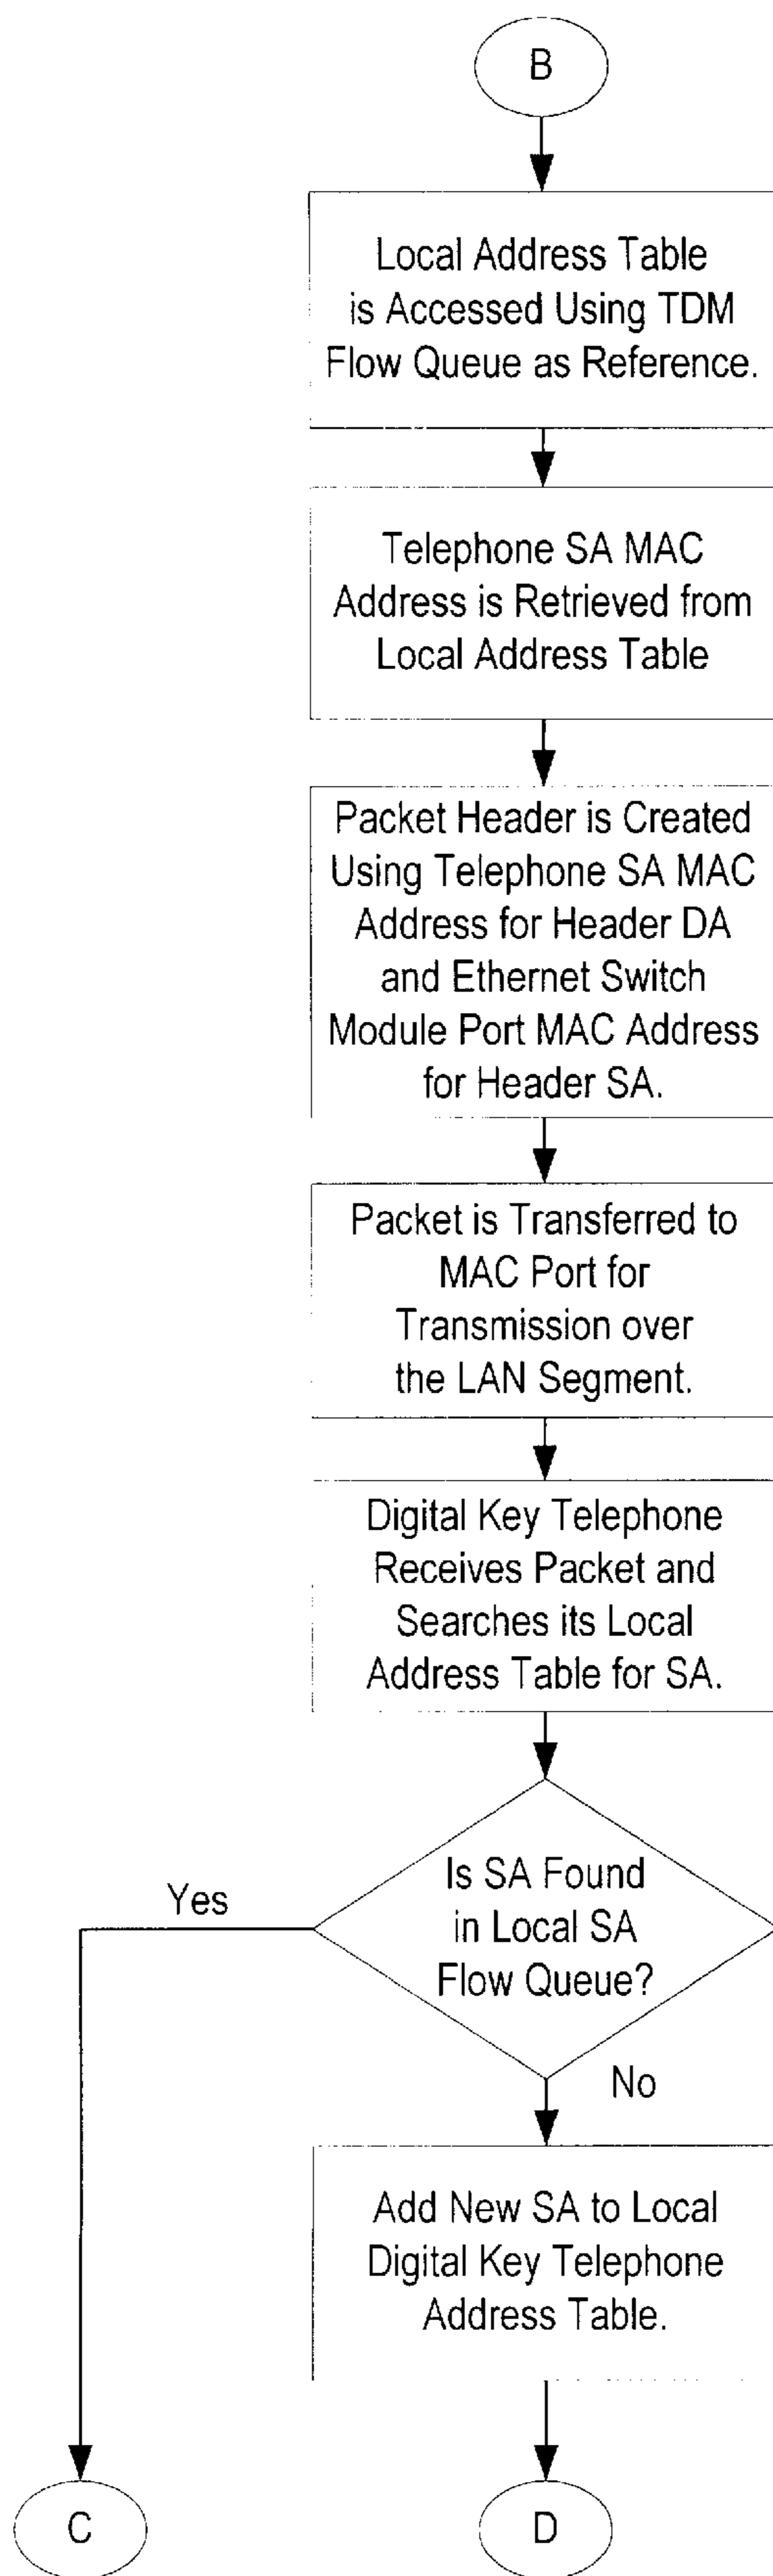 B
Local Address Table
is Accessed Using TDM
Flow Queue as Reference.
Telephone SA MAC
Address is Retrieved from
Local Address Table
Packet Header is Created
Using Telephone SA MAC
Address for Header DA
and Ethernet Switch
Module Port MAC Address
for Header SA.
Packet is Transferred to
MAC Port for
Transmission over
the LAN Segment.
Digital Key Telephone
Receives Packet and
Searches its Local
Address Table for SA.
Is SA Found
in Local SA
Flow Queue?
Yes
No
Add New SA to Local
Digital Key Telephone
Address Table.
C
D